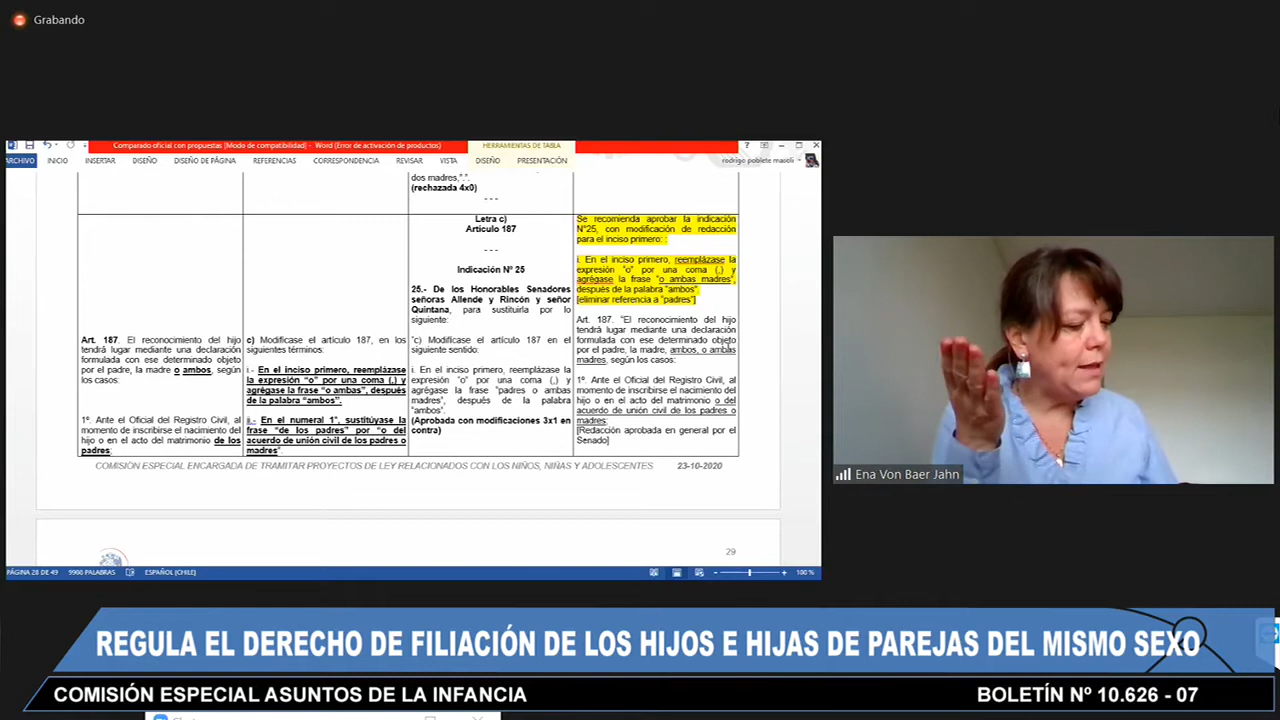 Grabando
Comparado oficial con propuestas [Modo de compatibilidad] - Word (Error de activación de productos)
HERRAMIENTAS DE TABLA
ARCHIVO INICIO INSERTAR DISEÑO DISEÑO DE PÁGINA REFERENCIAS CORRESPONDENCIA REVISAR VISTA DISEÑO PRESENTACIÓN
rodrigo poblete masoli
dos madres,".".
(rechazada 4x0)
- - -
Letra c)
Artículo 187
- - -
Indicación Nº 25
25.- De los Honorables Senadores
señoras Allende y Rincón y señor
Quintana, para sustituirla por lo
siguiente:
Se recomienda aprobar la indicación
N°25, con modificación de redacción
para el inciso primero: :
i. En el inciso primero, reemplázase la
expresión "o" por una coma (,) y
agrégase la frase "o ambas madres",
después de la palabra "ambos"
[eliminar referencia a "padres"]
Art. 187. "El reconocimiento del hijo
tendrá lugar mediante una declaración
formulada con ese determinado objeto
por el padre, la madre, ambos, o ambas
madres, según los casos:
Art. 187. El reconocimiento del hijo
tendrá lugar mediante una declaración
formulada con ese determinado objeto
por el padre, la madre o ambos, según
los casos:
c) Modifícase el artículo 187, en los
siguientes términos:
i.- En el inciso primero, reemplázase
la expresión "o" por una coma (,) y
agrégase la frase "o ambas", después
de la palabra "ambos".
"c) Modifícase el artículo 187 en el
siguiente sentido:
i. En el inciso primero, reemplázase la
expresión "o" por una coma (,) y
agrégase la frase "padres o ambas
madres", después de la palabra
"ambos".
(Aprobada con modificaciones 3x1 en
contra)
1º. Ante el Oficial del Registro Civil, al
momento de inscribirse el nacimiento del
hijo o en el acto del matrimonio o del
acuerdo de unión civil de los padres o
madres;
[Redacción aprobada en general por el
Senado]
1º. Ante el Oficial del Registro Civil, al
momento de inscribirse el nacimiento del
hijo o en el acto del matrimonio de los
padres;
ii.- En el numeral 1°, sustitúyase la
frase "de los padres" por "o del
acuerdo de unión civil de los padres o
madres".
COMISIÓN ESPECIAL ENCARGADA DE TRAMITAR PROYECTOS DE LEY RELACIONADOS CON LOS NIÑOS, NIÑAS Y ADOLESCENTES 23-10-2020
29
PÁGINA 28 DE 49 9906 PALABRAS ESPAÑOL (CHILE) 100 %
Ena Von Baer Jahn
REGULA EL DERECHO DE FILIACIÓN DE LOS HIJOS E HIJAS DE PAREJAS DEL MISMO SEXO
COMISIÓN ESPECIAL ASUNTOS DE LA INFANCIA
BOLETÍN Nº 10.626 - 07